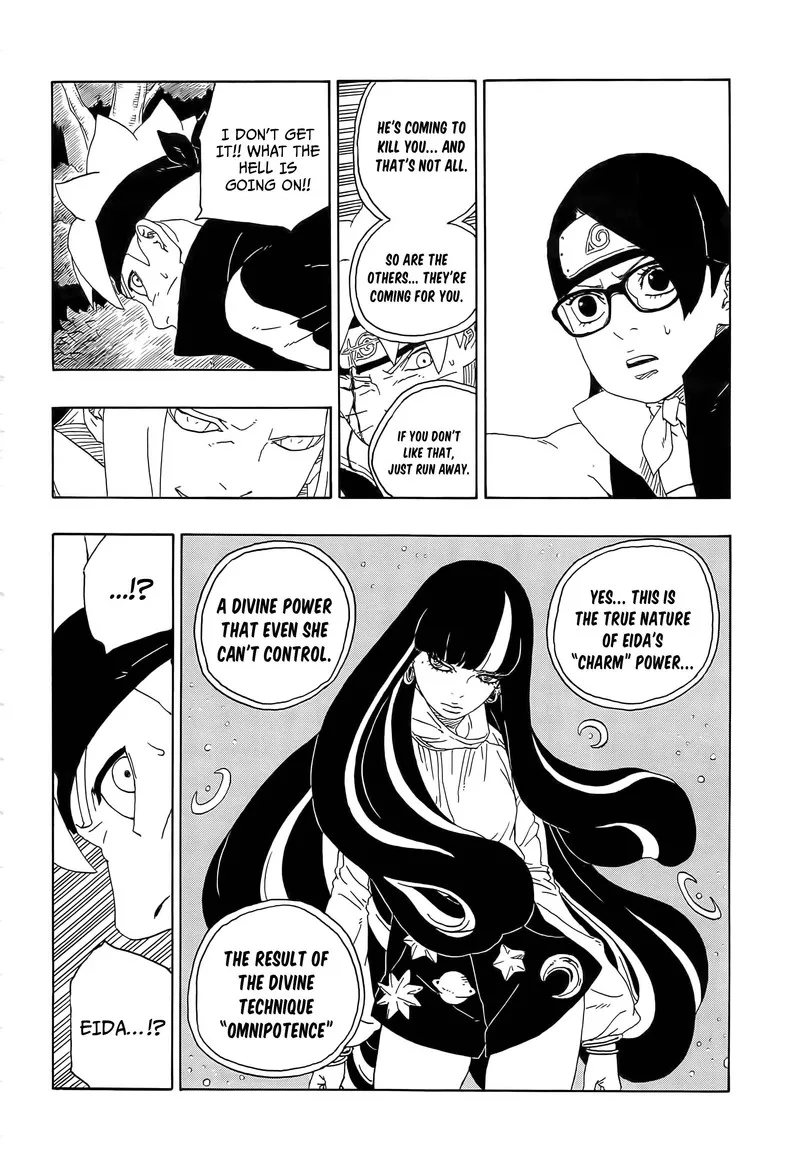 HE'S COMING TO
KILL YOU... AND
THAT'S NOT ALL.
SO ARE THE
OTHERS... THEY'RE
COMING FOR YOU.
IF YOU DON'T
LIKE THAT,
JUST RUN AWAY.
I DON'T GET
IT!! WHAT THE
HELL IS
GOING ON!!
YES... THIS IS
THE TRUE NATURE
OF EIDA'S
"CHARM" POWER...
A DIVINE POWER
THAT EVEN SHE
CAN'T CONTROL.
THE RESULT OF
THE DIVINE
TECHNIQUE
"OMNIPOTENCE"
...!?
EIDA...!?